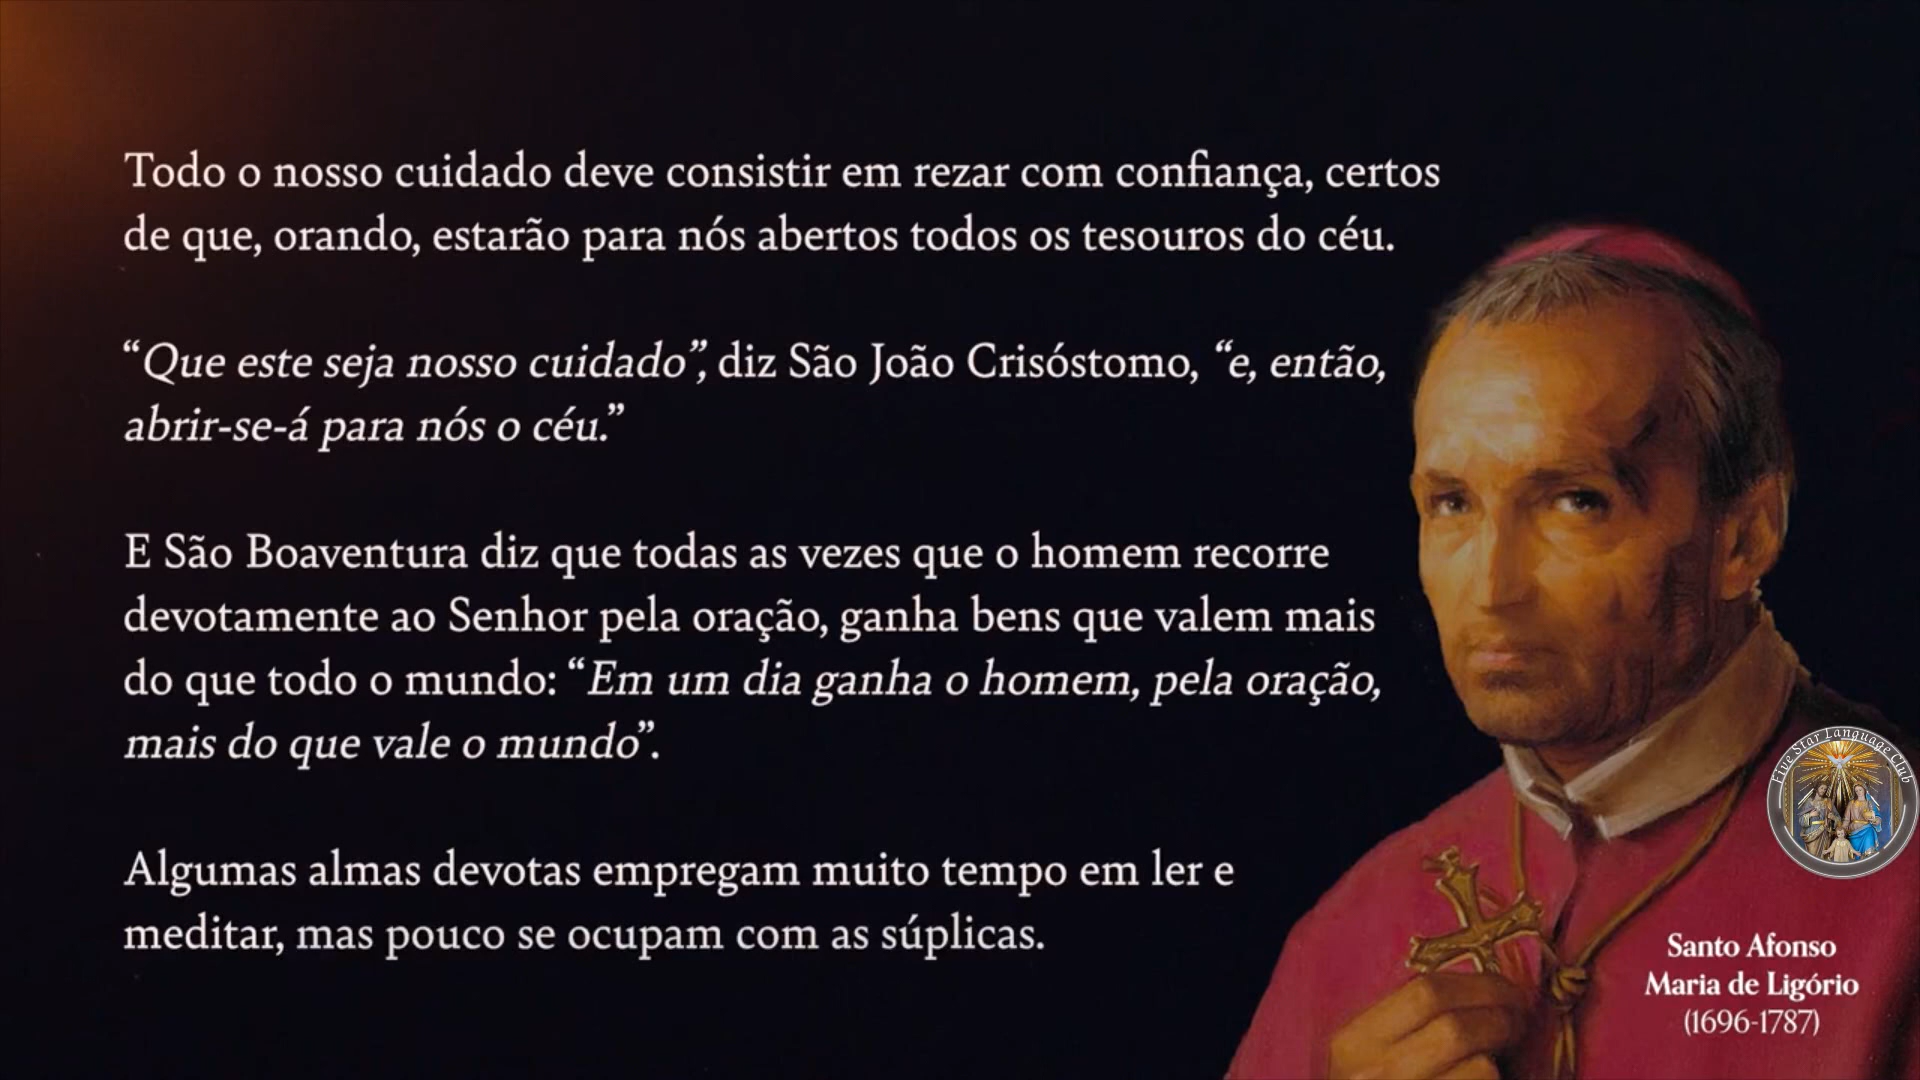 Todo o nosso cuidado deve consistir em rezar com confiança, certos
de que, orando, estarão para nós abertos todos os tesouros do céu.
“Que este seja nosso cuidado”, diz São João Crisóstomo, “e, então,
abrir-se-á para nós o céu.”
E São Boaventura diz que todas as vezes que o homem recorre
devotamente ao Senhor pela oração, ganha bens que valem mais
do que todo o mundo: “Em um dia ganha o homem, pela oração,
mais do que vale o mundo”.
Algumas almas devotas empregam muito tempo em ler e
meditar, mas pouco se ocupam com as súplicas.
Five Star Language Club
Santo Afonso
Maria de Ligório
(1696-1787)